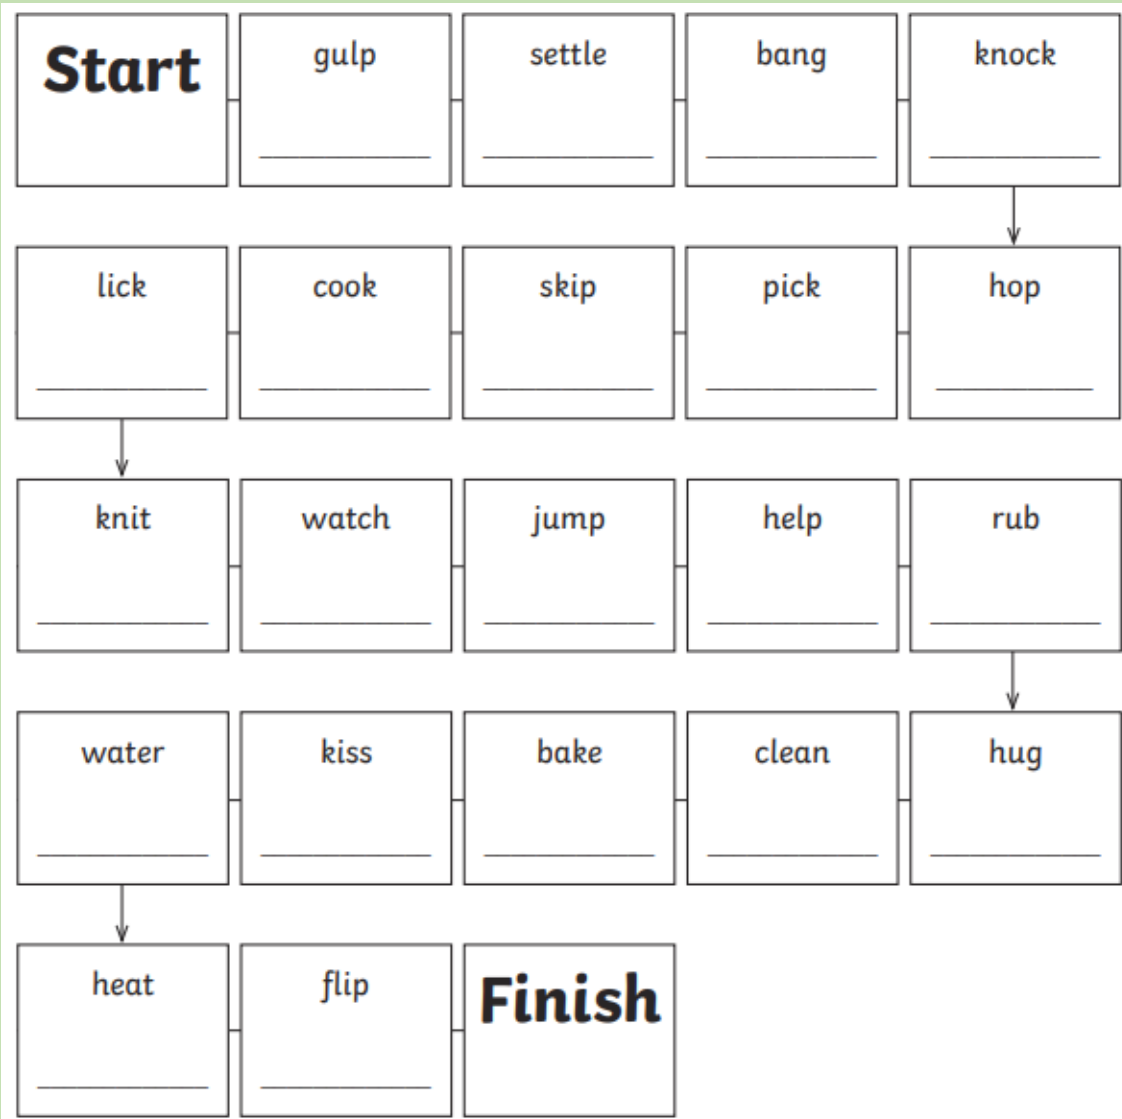 Start gulp settle bang knock
lick cook skip pick hop
knit watch jump help rub
water kiss bake clean hug
heat flip Finish